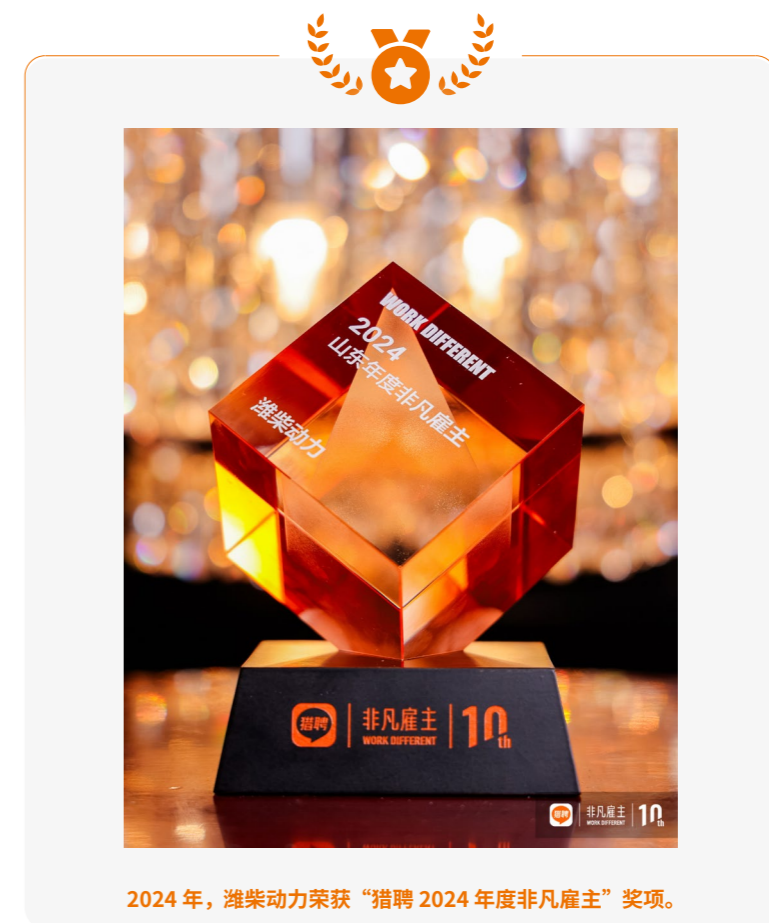 WORK DIFFERENT
2024
山东年度非凡雇主
潍柴动力
猎聘 非凡雇主 10th
WORK DIFFERENT
猎聘 非凡雇主 10th
WORK DIFFERENT
2024 年，潍柴动力荣获“猎聘 2024 年度非凡雇主”奖项。